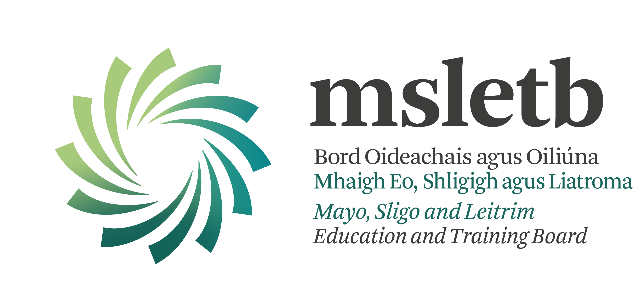 msletb
Bord Oideachais agus Oiliúna
Mhaigh Eo, Shligigh agus Liatroma
Mayo, Sligo and Leitrim
Education and Training Board